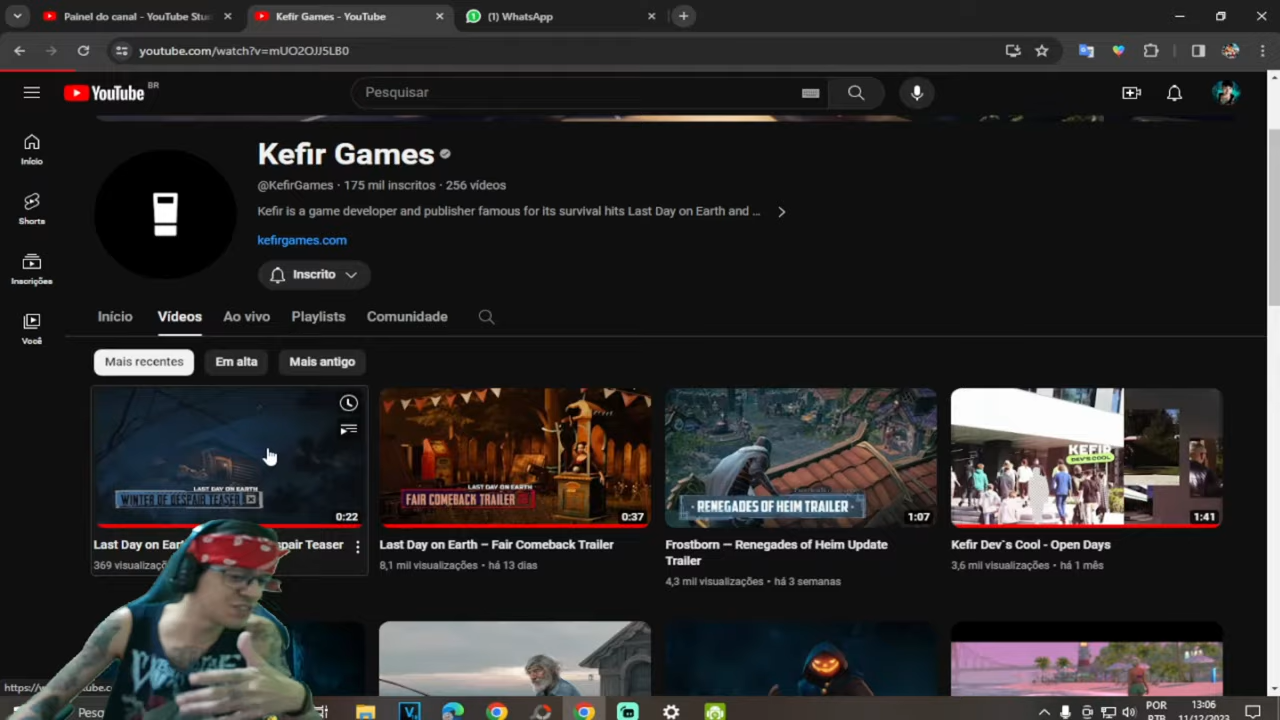 Painel do canal - YouTube Stu
Kefir Games - YouTube
(1) WhatsApp
youtube.com/watch?v=mUO2OJJ5LB0
YouTube BR
Pesquisar
Início
Shorts
Inscrições
Você
Kefir Games
@KefirGames · 175 mil inscritos · 256 vídeos
Kefir is a game developer and publisher famous for its survival hits Last Day on Earth and ...
kefirgames.com
Inscrito
Início Vídeos Ao vivo Playlists Comunidade
Mais recentes Em alta Mais antigo
LAST DAY ON EARTH
WINTER OF DESPAIR TEASER
0:22
LAST DAY ON EARTH
FAIR COMEBACK TRAILER
0:37
RENEGADES OF HEIM TRAILER
1:07
KEFIR
DEV'S COOL
1:41
Last Day on Eart
spair Teaser
369 visualizaçõ
Last Day on Earth – Fair Comeback Trailer
8,1 mil visualizações · há 13 dias
Frostborn — Renegades of Heim Update
Trailer
4,3 mil visualizações · há 3 semanas
Kefir Dev`s Cool - Open Days
3,6 mil visualizações · há 1 mês
Pesq
POR
13:06
11/12/2023